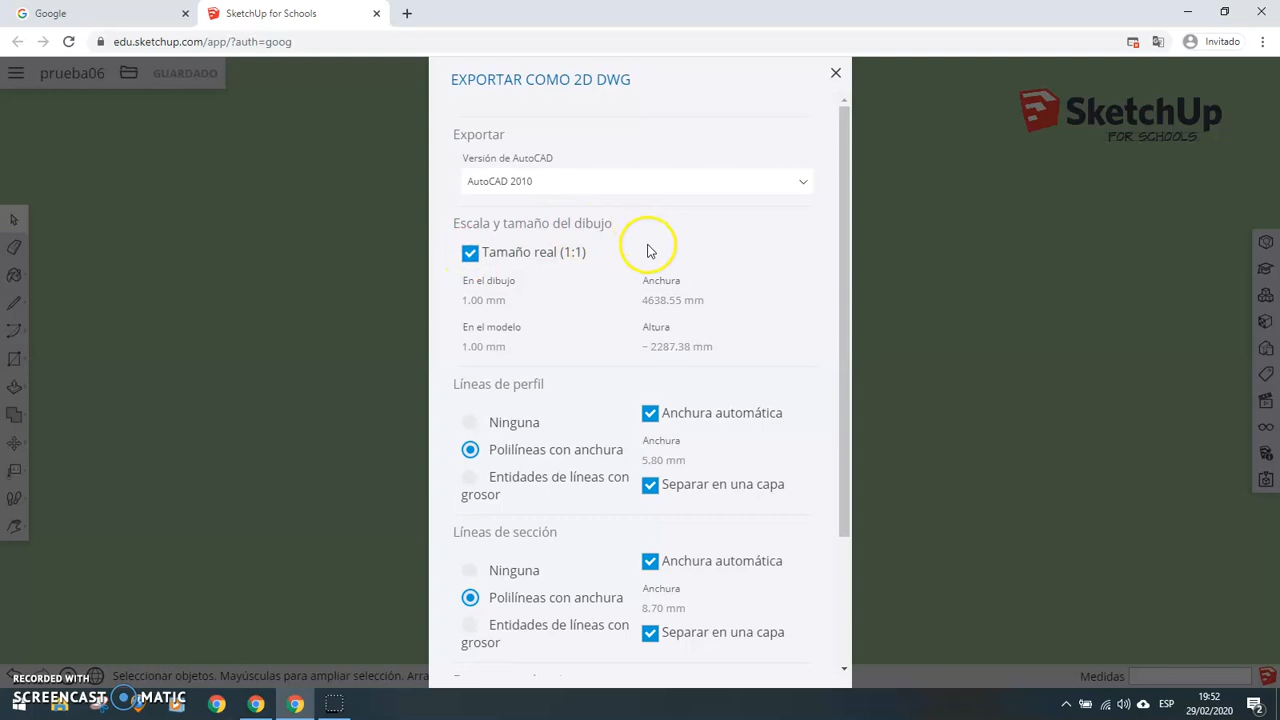 Google
SketchUp for Schools
edu.sketchup.com/app/?auth=goog
Invitado
prueba06
GUARDADO
EXPORTAR COMO 2D DWG
SketchUp
FOR SCHOOLS
Exportar
Versión de AutoCAD
AutoCAD 2010
Escala y tamaño del dibujo
Tamaño real (1:1)
En el dibujo
Anchura
1.00 mm
4638.55 mm
En el modelo
Altura
1.00 mm
~ 2287.38 mm
Líneas de perfil
Ninguna
Anchura automática
Polilíneas con anchura
Anchura
5.80 mm
Entidades de líneas con
grosor
Separar en una capa
Líneas de sección
Ninguna
Anchura automática
Polilíneas con anchura
Anchura
8.70 mm
Entidades de líneas con
grosor
Separar en una capa
Seleccionar objetos. Mayúsculas para ampliar selección. Arra
Medidas
RECORDED WITH
SCREENCAST MATIC
ESP
19:52
29/02/2020
2